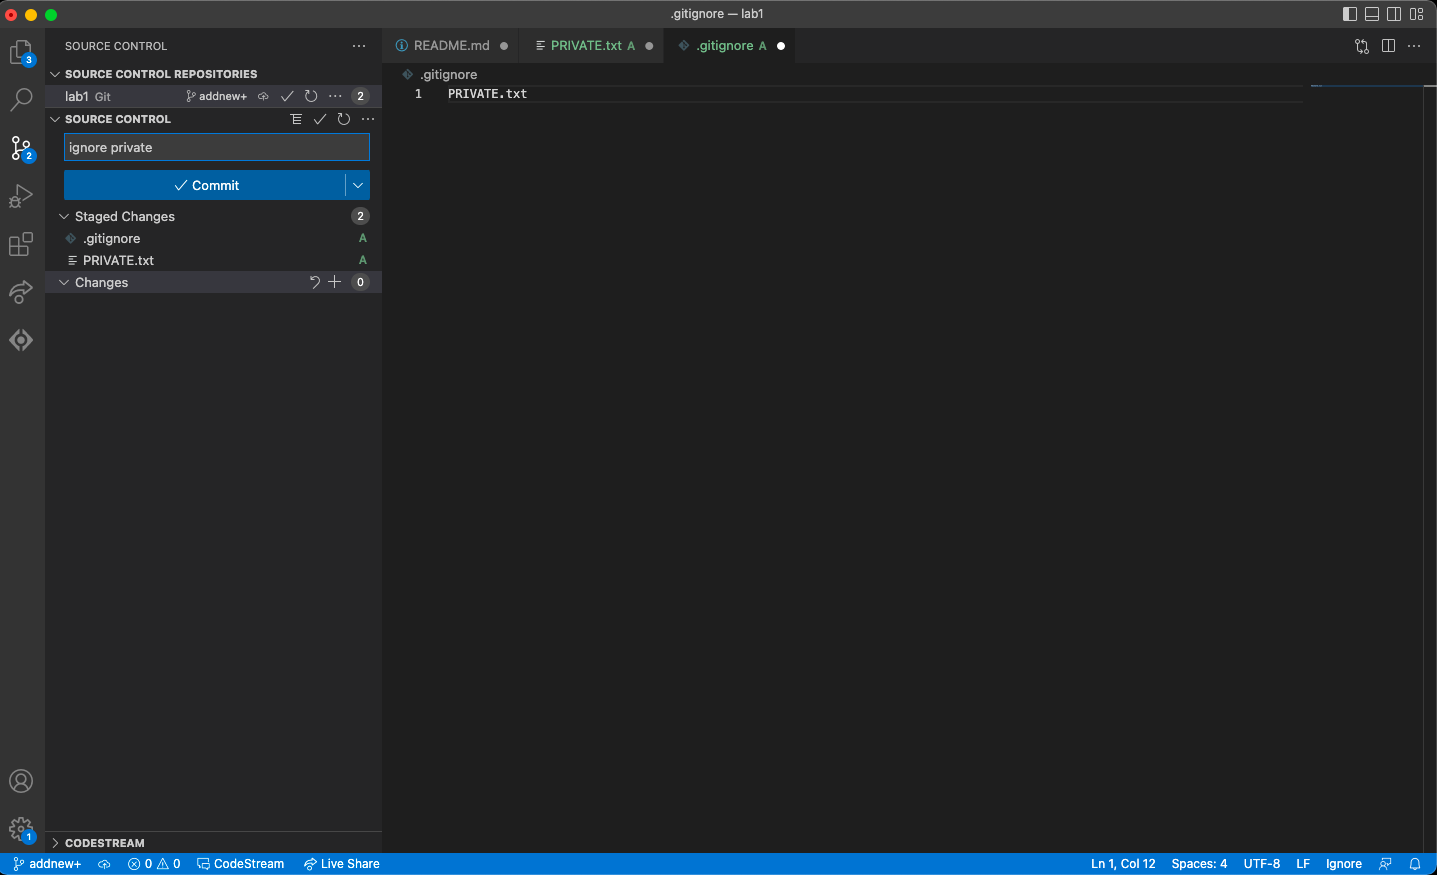 .gitignore — lab1
3
SOURCE CONTROL
README.md
PRIVATE.txt A
.gitignore A
SOURCE CONTROL REPOSITORIES
.gitignore
lab1 Git addnew+ 2
1 PRIVATE.txt
SOURCE CONTROL
ignore private
2
Commit
Staged Changes 2
.gitignore A
PRIVATE.txt A
Changes 0
1
CODESTREAM
addnew+ 0 0 CodeStream Live Share Ln 1, Col 12 Spaces: 4 UTF-8 LF Ignore